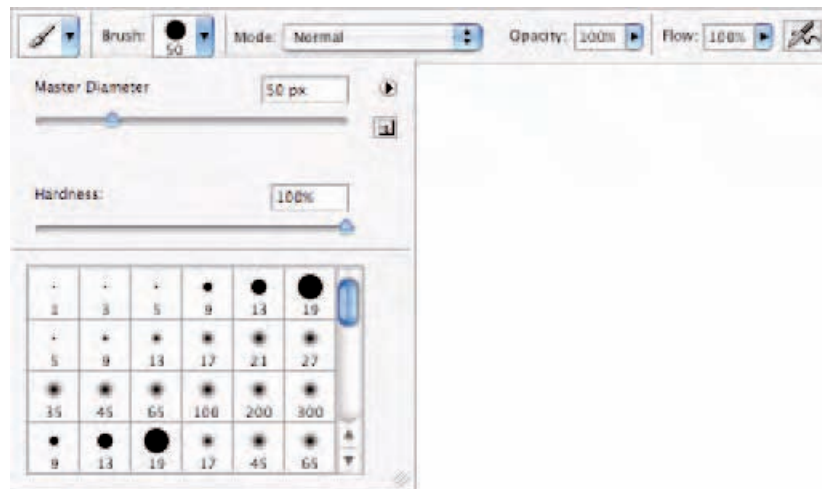 Brush: 50 Mode: Normal Opacity: 100% Flow: 100%
Master Diameter 50 px
Hardness: 100%
1 3 5 9 13 19
5 9 13 17 21 27
35 45 65 100 200 300
9 13 19 17 45 65